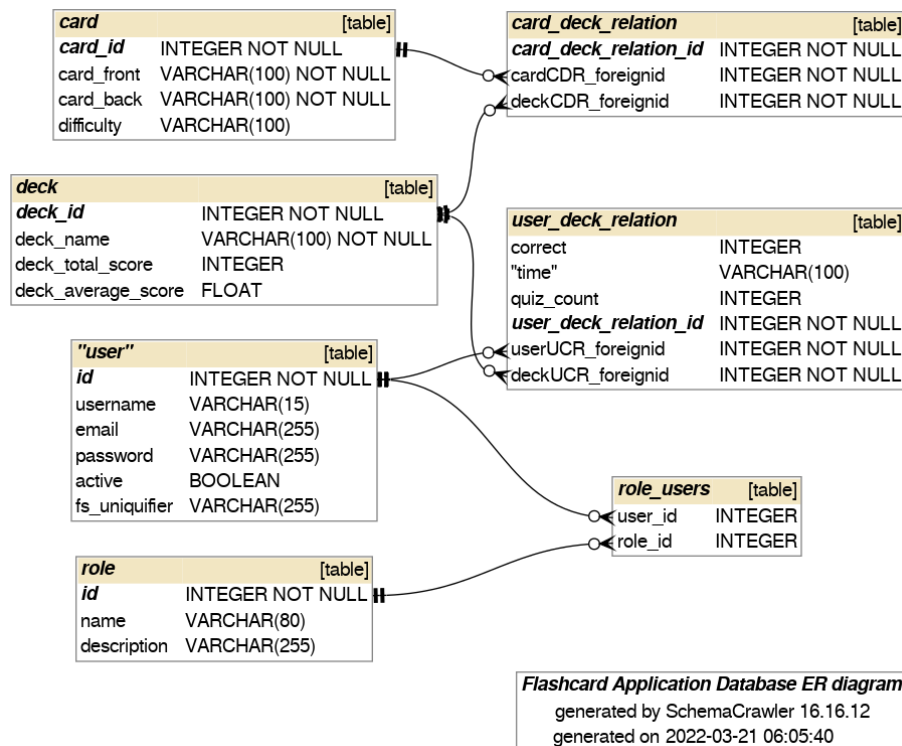 card [table]
card_id INTEGER NOT NULL
card_front VARCHAR(100) NOT NULL
card_back VARCHAR(100) NOT NULL
difficulty VARCHAR(100)
card_deck_relation [table]
card_deck_relation_id INTEGER NOT NULL
cardCDR_foreignid INTEGER NOT NULL
deckCDR_foreignid INTEGER NOT NULL
deck [table]
deck_id INTEGER NOT NULL
deck_name VARCHAR(100) NOT NULL
deck_total_score INTEGER
deck_average_score FLOAT
user_deck_relation [table]
correct INTEGER
"time" VARCHAR(100)
quiz_count INTEGER
user_deck_relation_id INTEGER NOT NULL
userUCR_foreignid INTEGER NOT NULL
deckUCR_foreignid INTEGER NOT NULL
"user" [table]
id INTEGER NOT NULL
username VARCHAR(15)
email VARCHAR(255)
password VARCHAR(255)
active BOOLEAN
fs_uniquifier VARCHAR(255)
role_users [table]
user_id INTEGER
role_id INTEGER
role [table]
id INTEGER NOT NULL
name VARCHAR(80)
description VARCHAR(255)
Flashcard Application Database ER diagram
generated by SchemaCrawler 16.16.12
generated on 2022-03-21 06:05:40